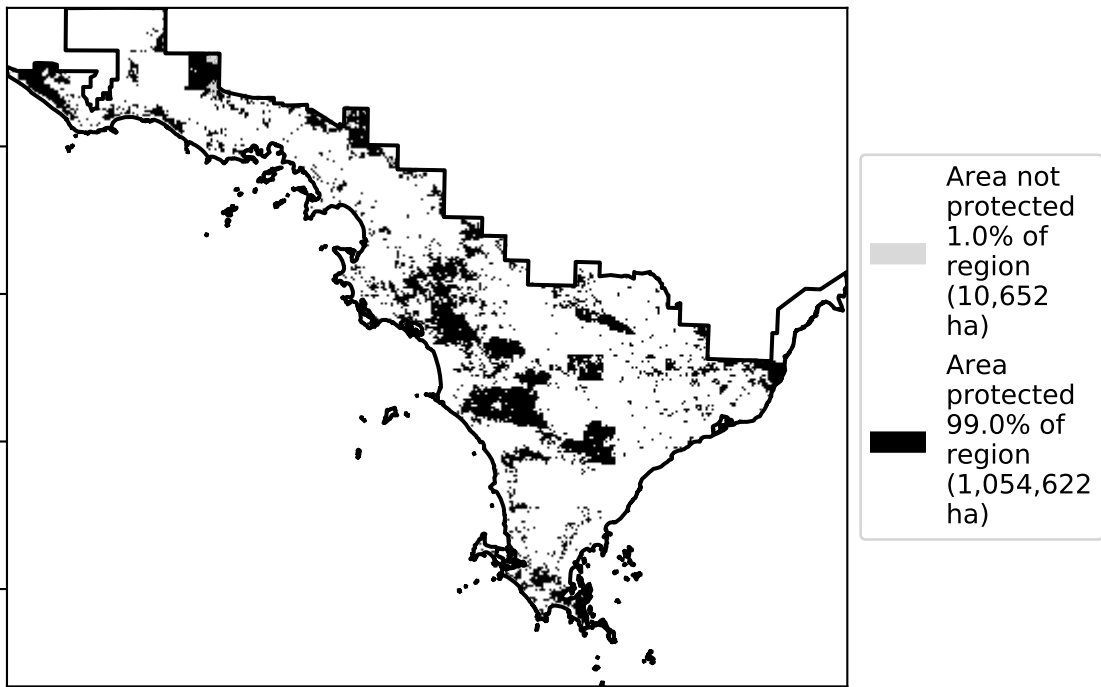 Area not
protected
1.0% of
region
(10,652
ha)
Area
protected
99.0% of
region
(1,054,622
ha)